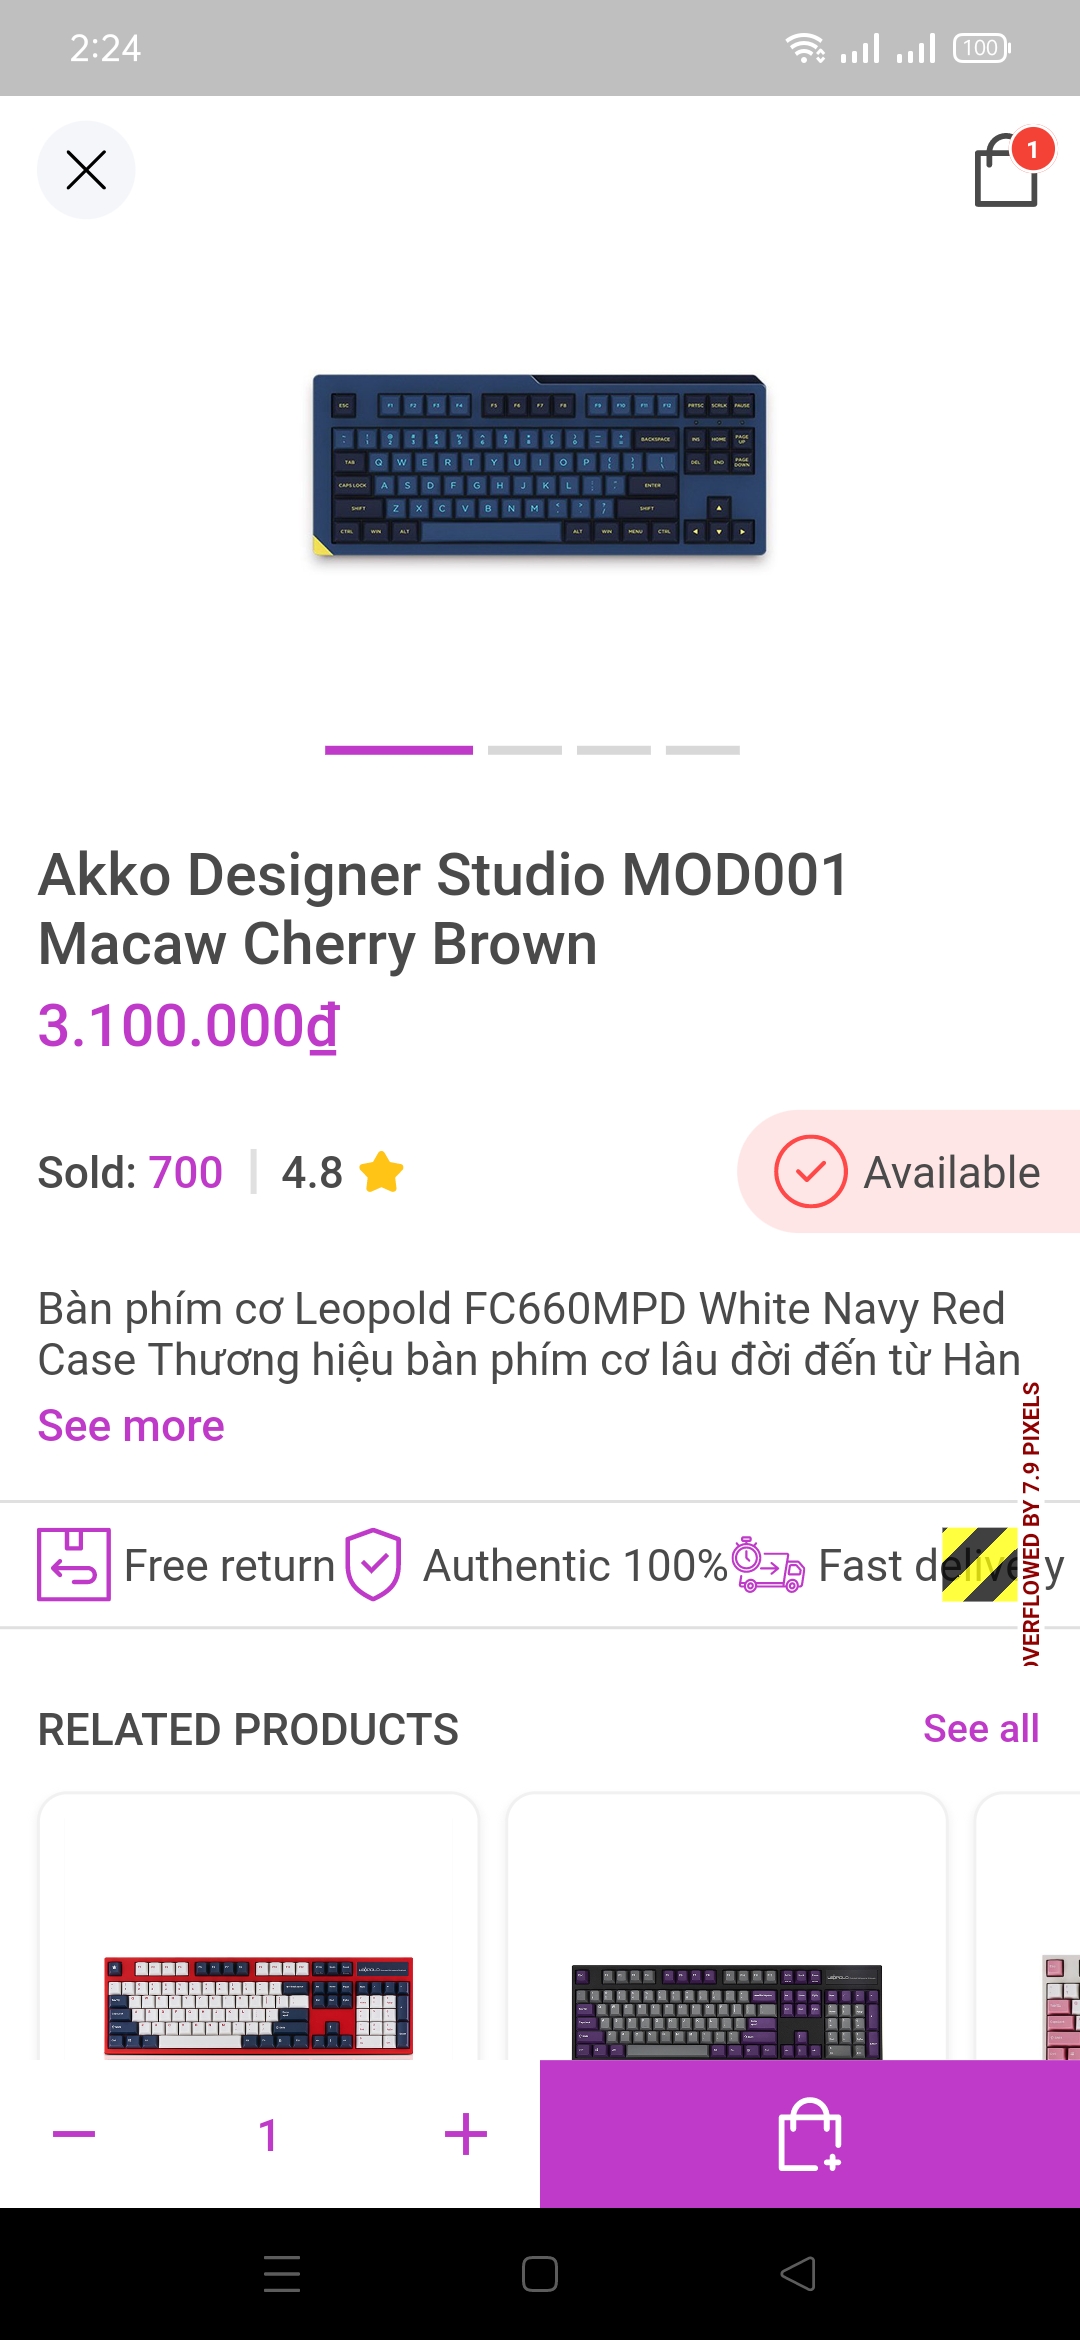 2:24
100
1
Akko Designer Studio MOD001
Macaw Cherry Brown
3.100.000₫
Sold: 700 | 4.8
Available
Bàn phím cơ Leopold FC660MPD White Navy Red
Case Thương hiệu bàn phím cơ lâu đời đến từ Hàn
See more
OVERFLOWED BY 7.9 PIXELS
Free return
Authentic 100%
Fast delivery
RELATED PRODUCTS
See all
1